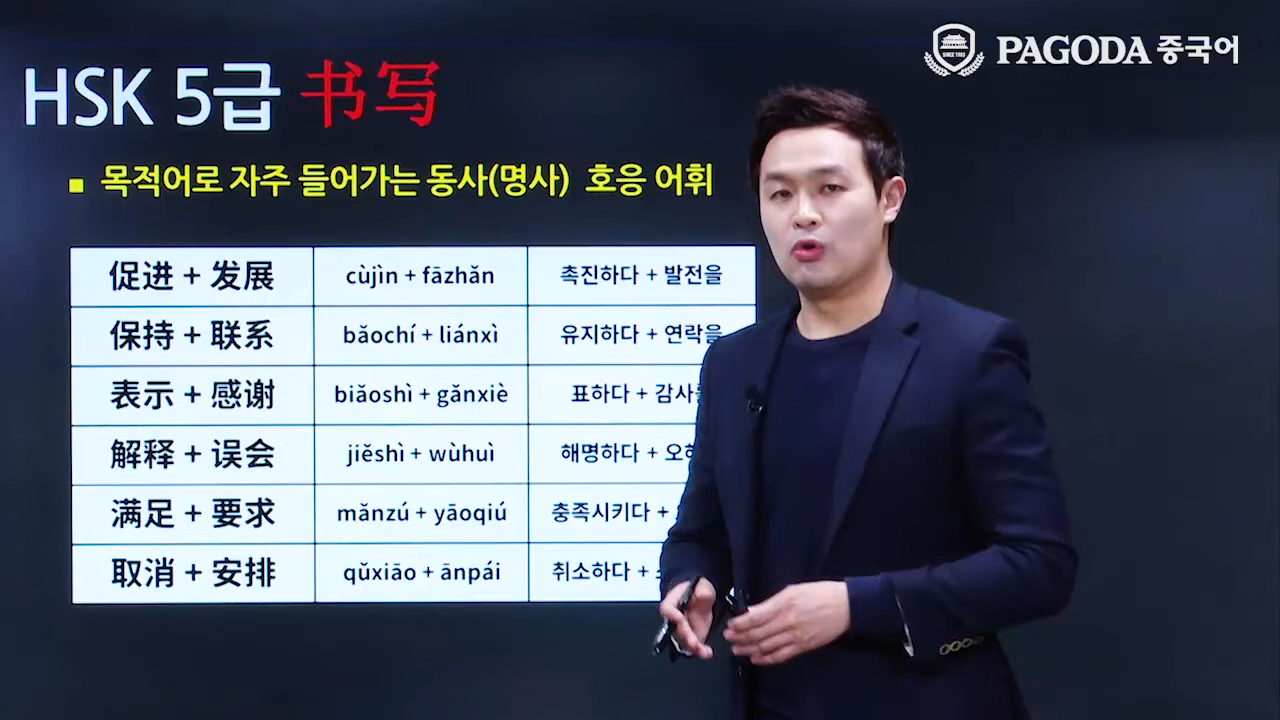 PAGODA 중국어
SINCE 1983
HSK 5급 书写
■ 목적어로 자주 들어가는 동사(명사) 호응 어휘
促进 + 发展 cùjìn + fāzhǎn 촉진하다 + 발전을
保持 + 联系 bǎochí + liánxì 유지하다 + 연락을
表示 + 感谢 biǎoshì + gǎnxiè 표하다 + 감사
解释 + 误会 jiěshì + wùhuì 해명하다 +
满足 + 要求 mǎnzú + yāoqiú 충족시키다 +
取消 + 安排 qǔxiāo + ānpái 취소하다 +